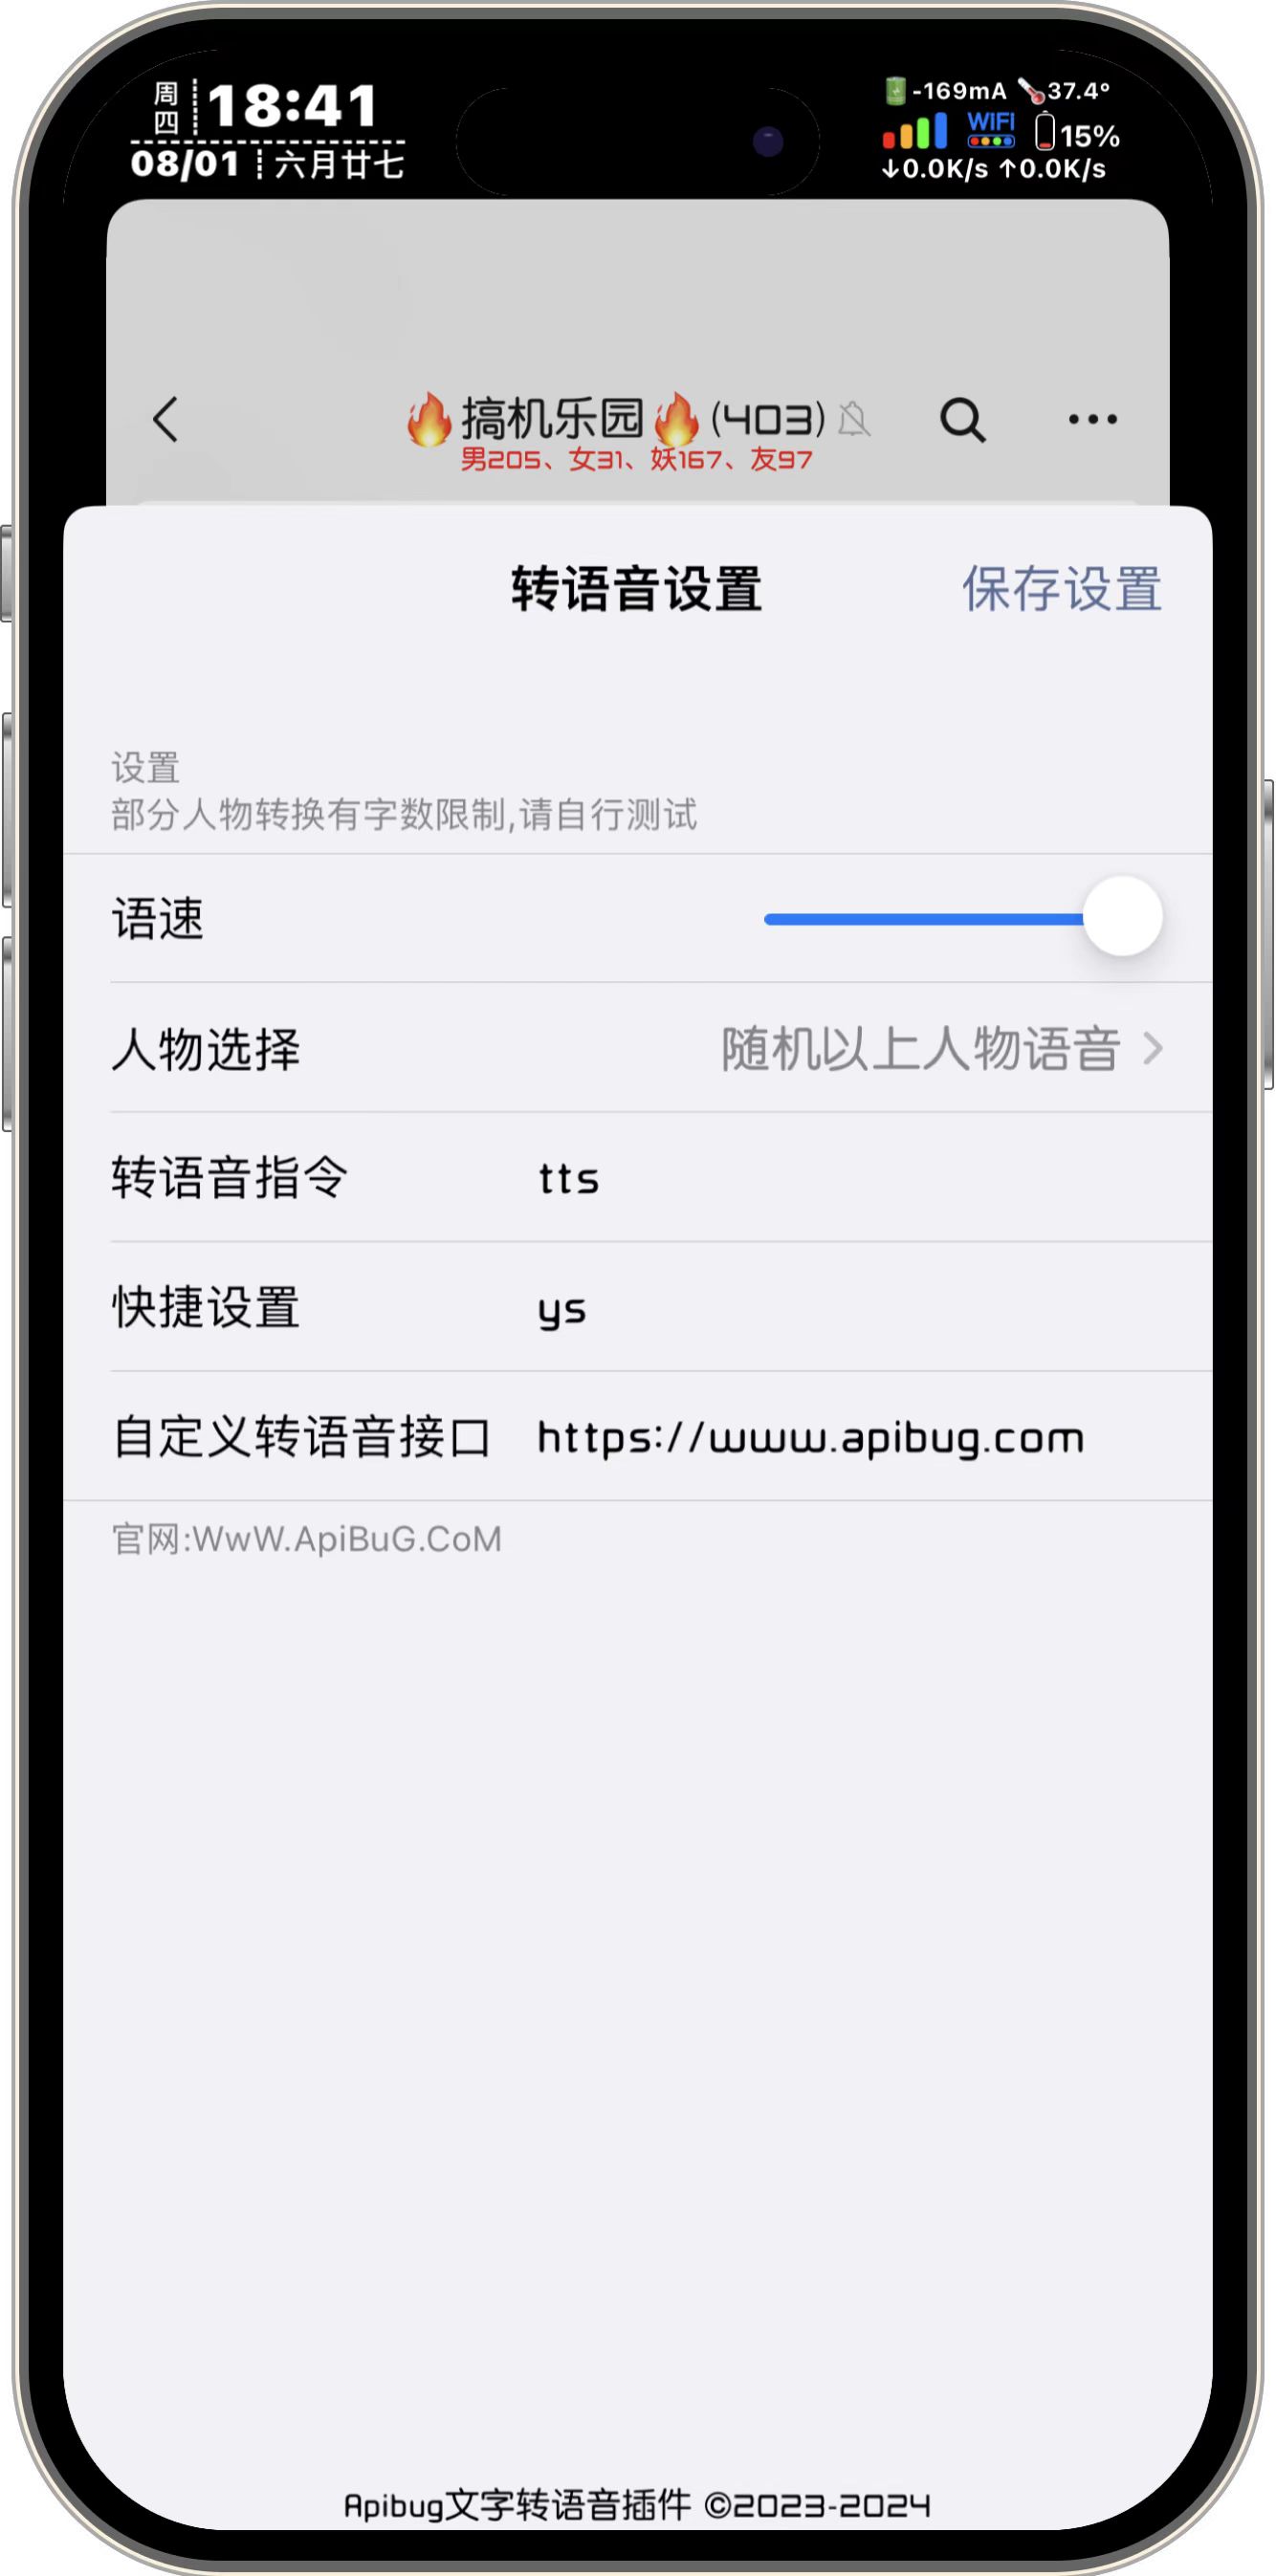 周四 18:41
08/01 六月廿七
-169mA 37.4°
WIFI 15%
↓0.0K/s ↑0.0K/s
🔥搞机乐园🔥(403)
男205、女31、妖167、友97
转语音设置 保存设置
设置
部分人物转换有字数限制,请自行测试
语速
人物选择 随机以上人物语音
转语音指令 tts
快捷设置 ys
自定义转语音接口 https://www.apibug.com
官网:WwW.ApiBuG.CoM
Apibug文字转语音插件 ©2023-2024